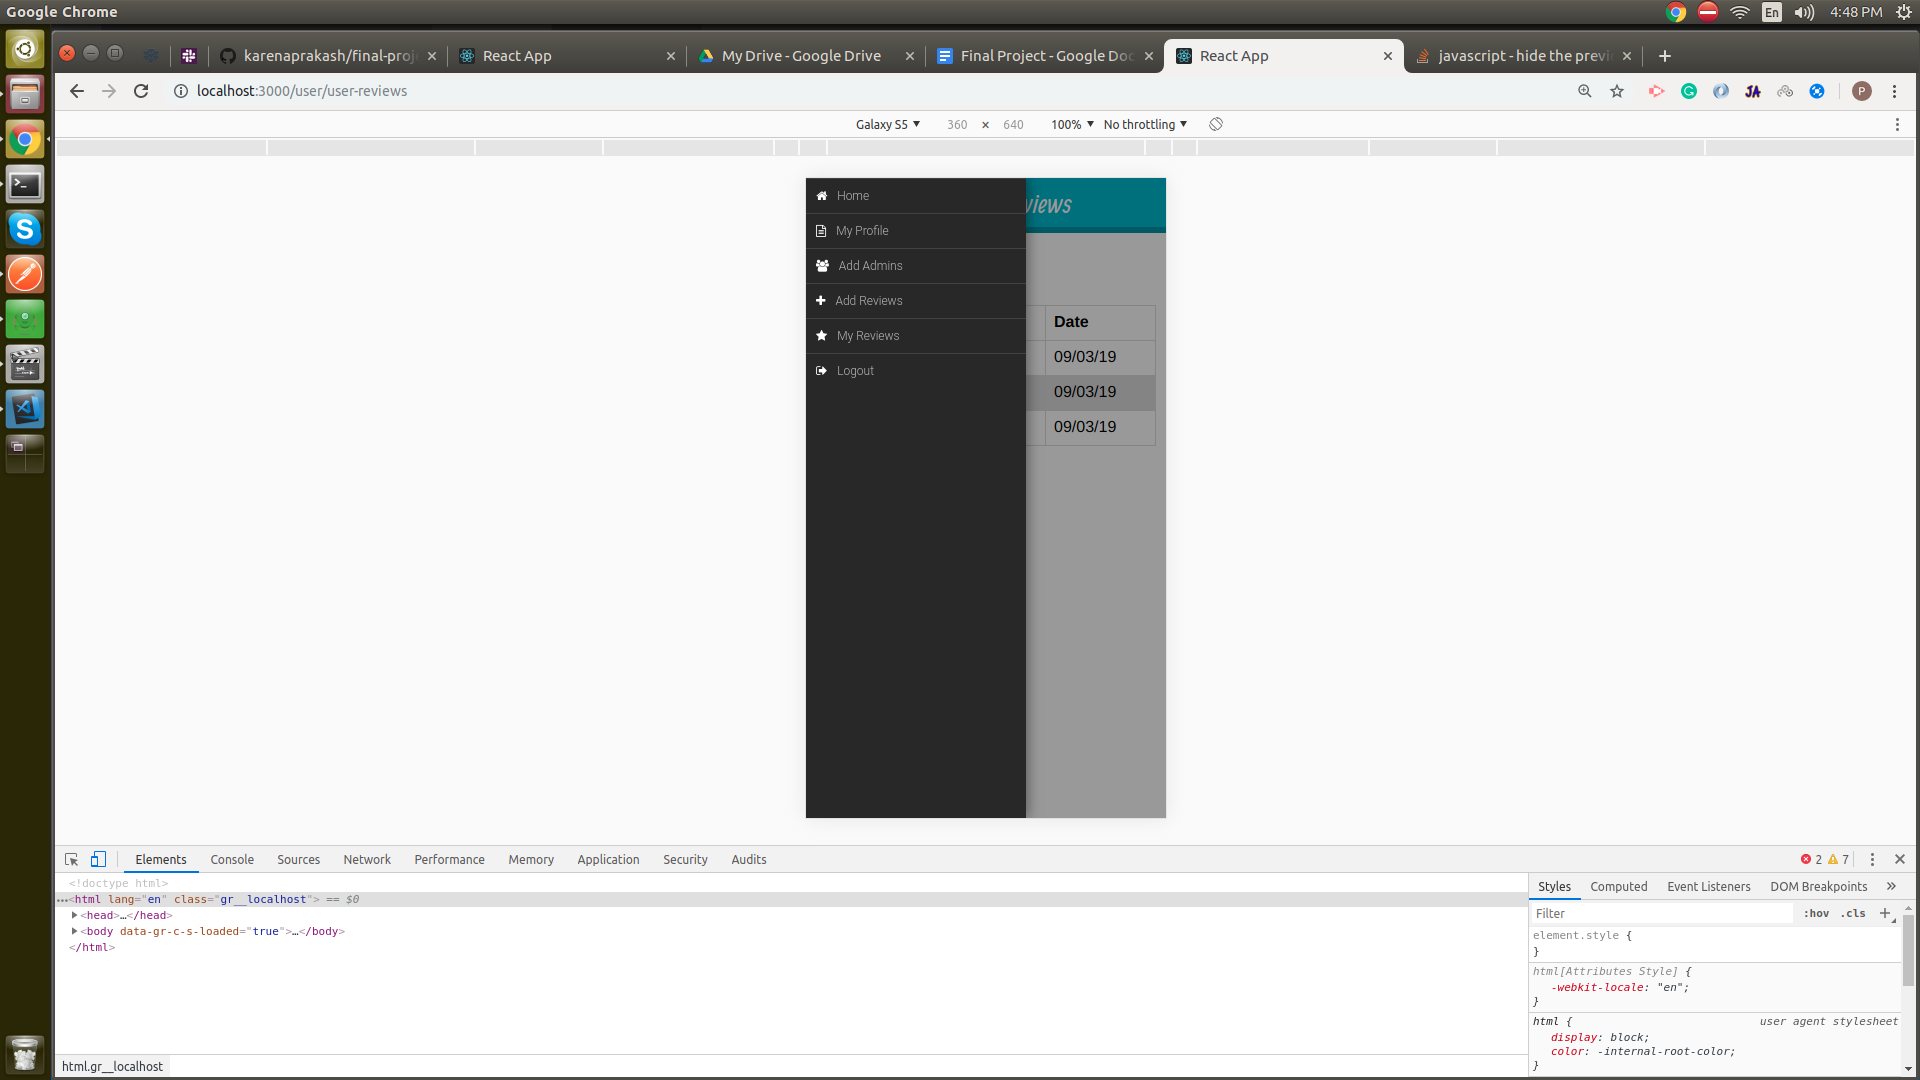 Google Chrome
En
4:48 PM
karenaprakash/final-proj
React App
My Drive - Google Drive
Final Project - Google Doc
React App
javascript - hide the previ
localhost:3000/user/user-reviews
JA
P
Galaxy S5
360 × 640
100%
No throttling
Home
My Profile
Add Admins
Add Reviews
My Reviews
Logout
views
Date
09/03/19
09/03/19
09/03/19
Elements Console Sources Network Performance Memory Application Security Audits
2 7
<!doctype html>
…<html lang="en" class="gr__localhost"> == $0
<head>…</head>
<body data-gr-c-s-loaded="true">…</body>
</html>
html.gr__localhost
Styles Computed Event Listeners DOM Breakpoints »
Filter :hov .cls +
element.style {
}
html[Attributes Style] {
-webkit-locale: "en";
}
html { user agent stylesheet
display: block;
color: -internal-root-color;
}